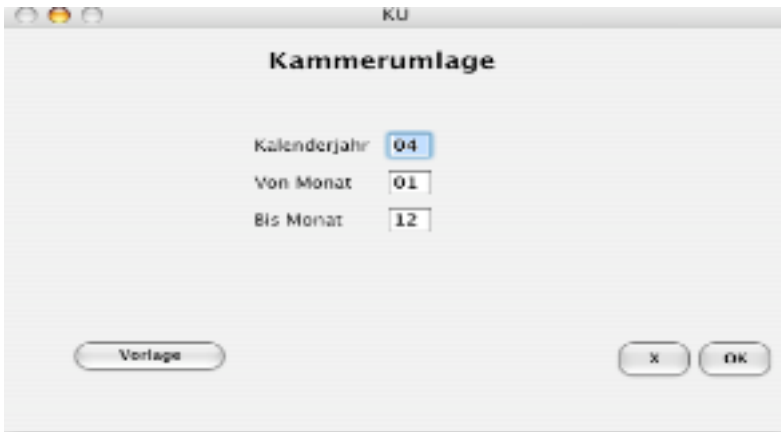 KU
Kammerumlage
Kalenderjahr 04
Von Monat 01
Bis Monat 12
Vorlage X OK